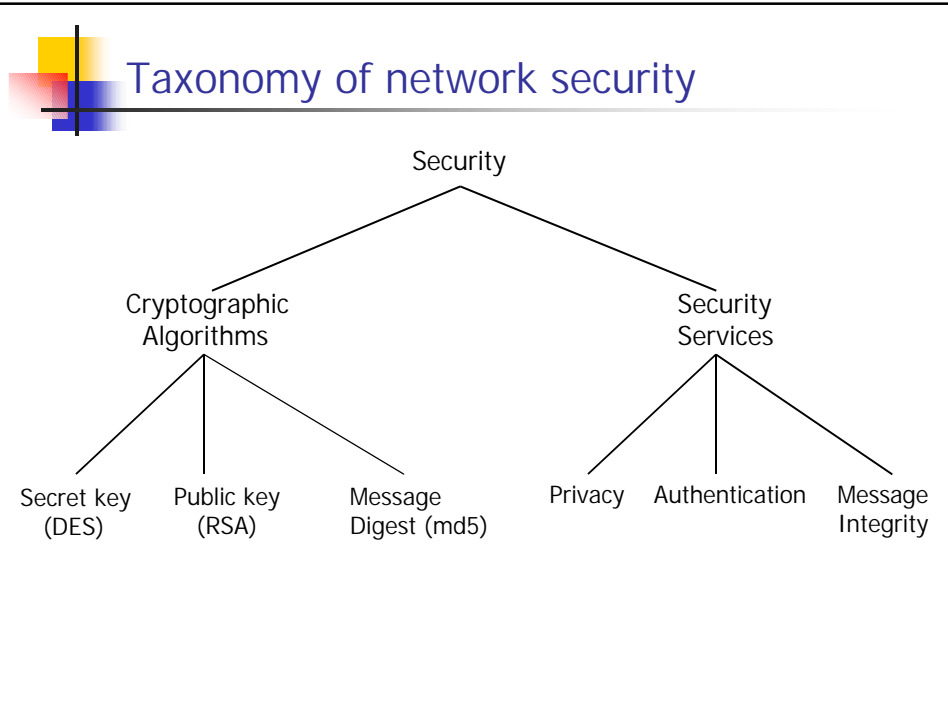 Taxonomy of network security
Security
Cryptographic
Algorithms
Security
Services
Secret key
(DES)
Public key
(RSA)
Message
Digest (md5)
Privacy
Authentication
Message
Integrity